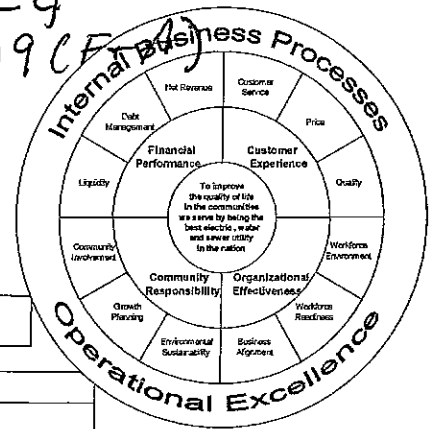 Internal Business Processes
Net Revenue
Customer
Service
Debt
Management
Price
Financial
Performance
Customer
Experience
Liquidity
Quality
To improve
the quality of life
in the communities
we serve by being the
best electric, water
and sewer utility
in the nation
Community
Involvement
Workforce
Environment
Community
Responsibility
Organizational
Effectiveness
Growth
Planning
Workforce
Readiness
Environmental
Sustainability
Business
Alignment
Operational Excellence